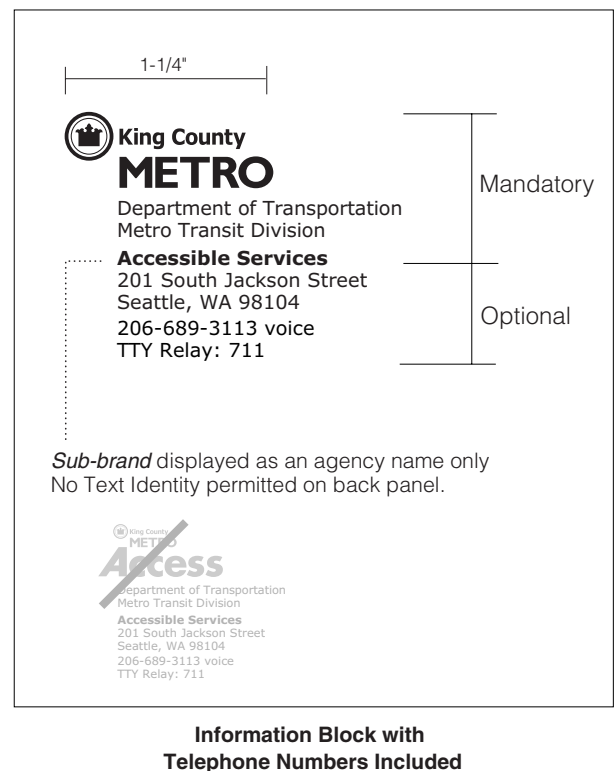 1-1/4"
King County
METRO
Department of Transportation
Metro Transit Division
Mandatory
Accessible Services
201 South Jackson Street
Seattle, WA 98104
206-689-3113 voice
TTY Relay: 711
Optional
Sub-brand displayed as an agency name only
No Text Identity permitted on back panel.
King County
METRO
Access
Department of Transportation
Metro Transit Division
Accessible Services
201 South Jackson Street
Seattle, WA 98104
206-689-3113 voice
TTY Relay: 711
Information Block with
Telephone Numbers Included